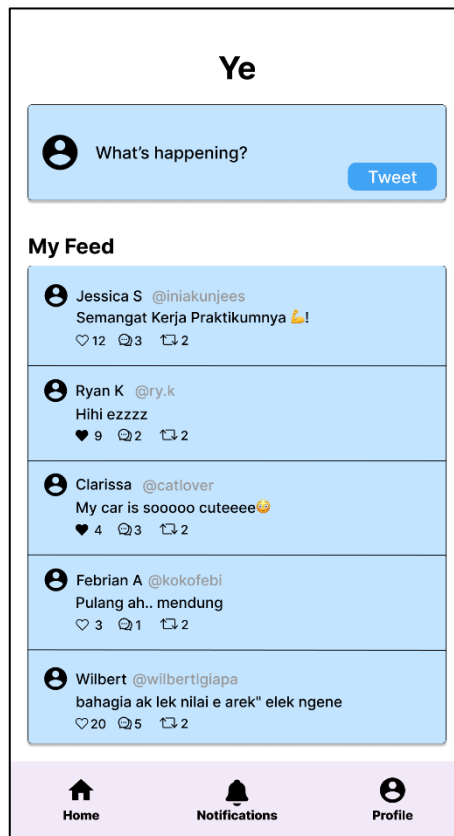 Ye
What's happening?
Tweet
My Feed
Jessica S @iniakunjees
Semangat Kerja Praktikumnya 💪!
12 3 2
Ryan K @ry.k
Hihi ezzzz
9 2 2
Clarissa @catlover
My car is sooooo cuteeee😳
4 3 2
Febrian A @kokofebi
Pulang ah.. mendung
3 1 2
Wilbert @wilbertlgiapa
bahagia ak lek nilai e arek" elek ngene
20 5 2
Home Notifications Profile